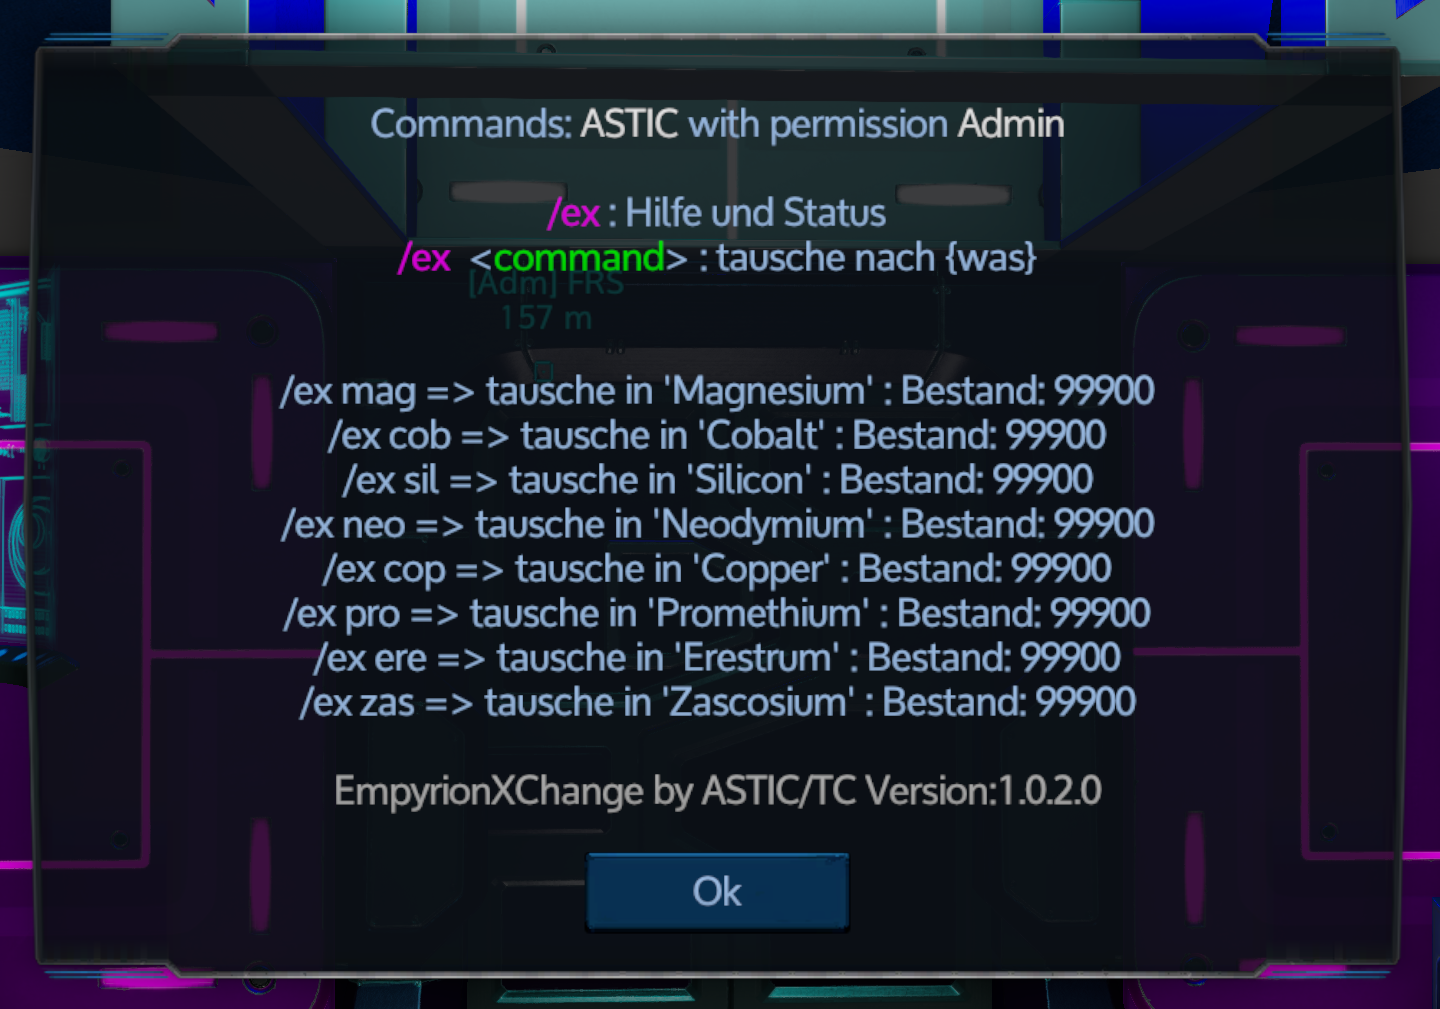 Commands: ASTIC with permission Admin
/ex : Hilfe und Status
/ex <command> : tausche nach {was}
[Adm] FRS
157 m
/ex mag => tausche in 'Magnesium' : Bestand: 99900
/ex cob => tausche in 'Cobalt' : Bestand: 99900
/ex sil => tausche in 'Silicon' : Bestand: 99900
/ex neo => tausche in 'Neodymium' : Bestand: 99900
/ex cop => tausche in 'Copper' : Bestand: 99900
/ex pro => tausche in 'Promethium' : Bestand: 99900
/ex ere => tausche in 'Erestrum' : Bestand: 99900
/ex zas => tausche in 'Zascosium' : Bestand: 99900
EmpyrionXChange by ASTIC/TC Version:1.0.2.0
Ok